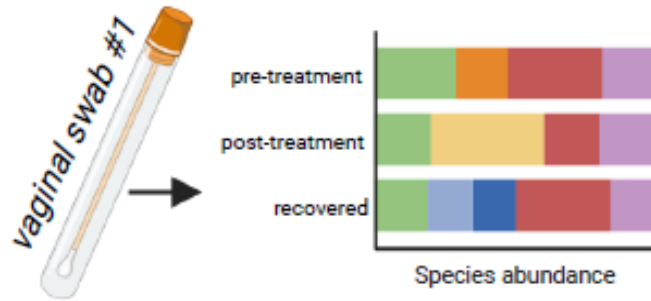 vaginal swab #1
pre-treatment
post-treatment
recovered
Species abundance